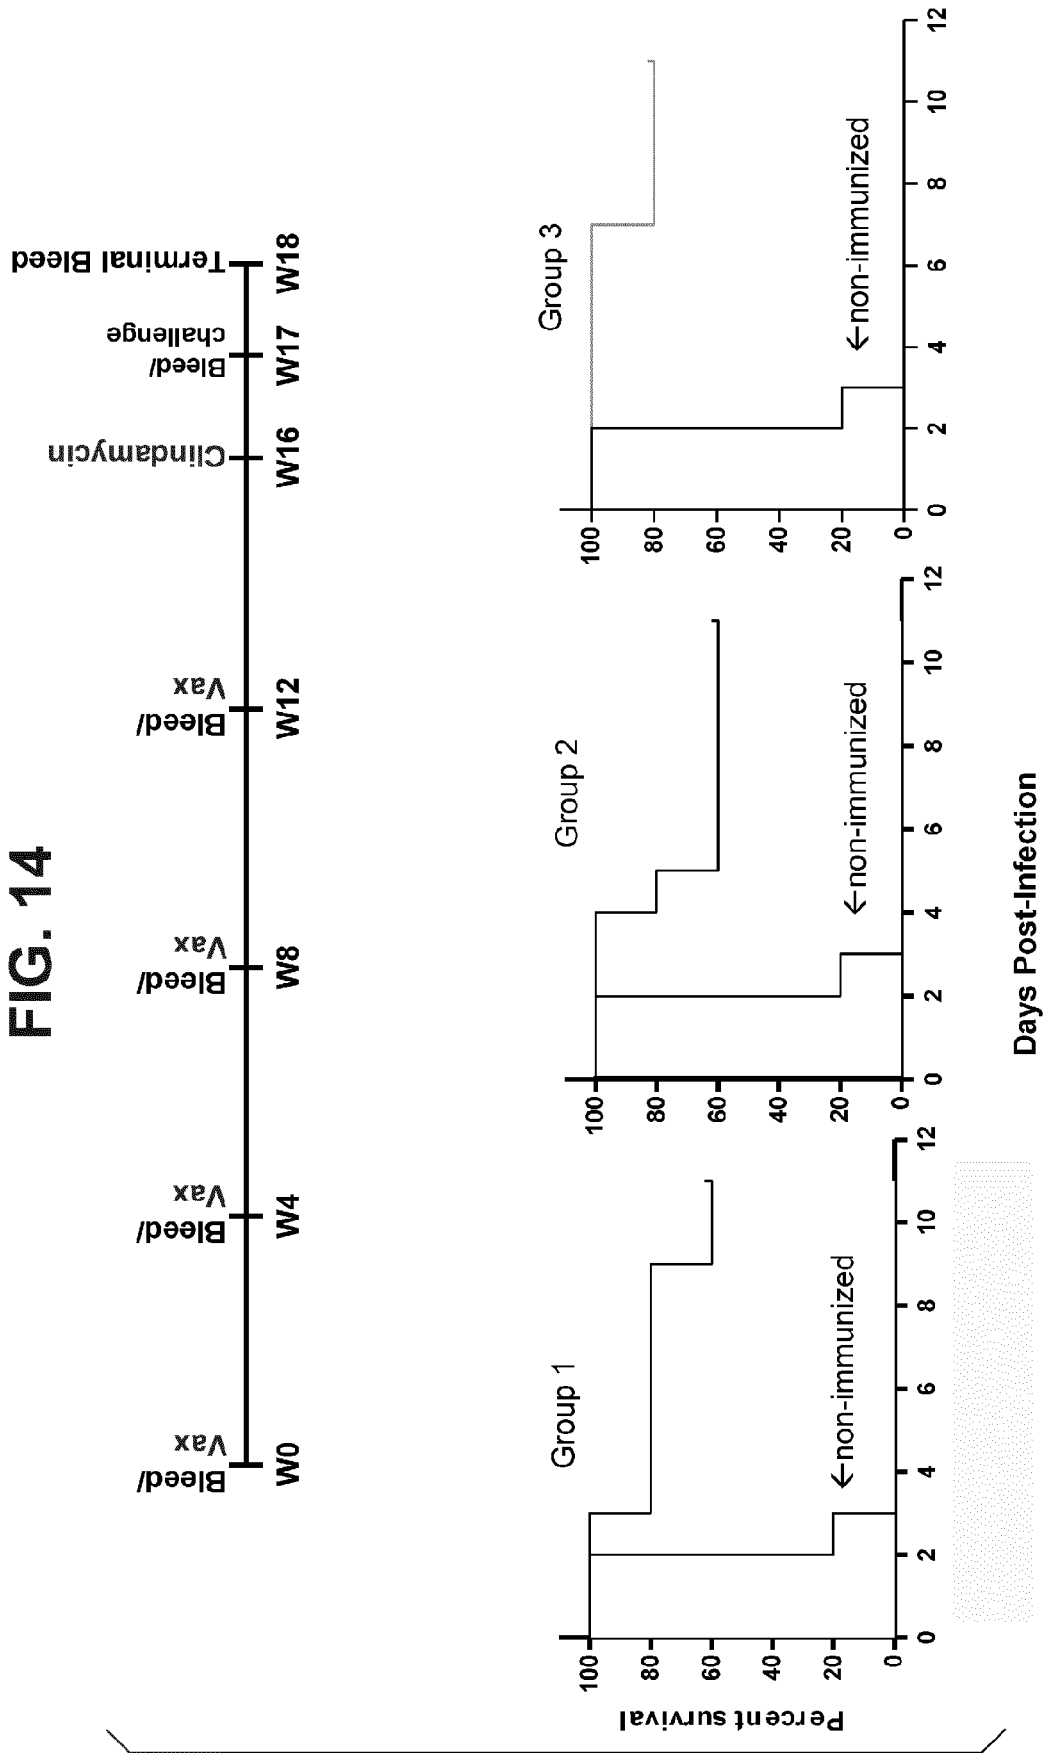 FIG. 14
Bleed/
Vax
W0
Bleed/
Vax
W4
Bleed/
Vax
W8
Bleed/
Vax
W12
Clindamycin
W16
Bleed/
challenge
W17
Terminal Bleed
W18
Percent survival
Group 1
100
80
60
40
20
0
←non-immunized
0 2 4 6 8 10 12
Group 2
100
80
60
40
20
0
←non-immunized
0 2 4 6 8 10 12
Group 3
100
80
60
40
20
0
←non-immunized
0 2 4 6 8 10 12
Days Post-Infection